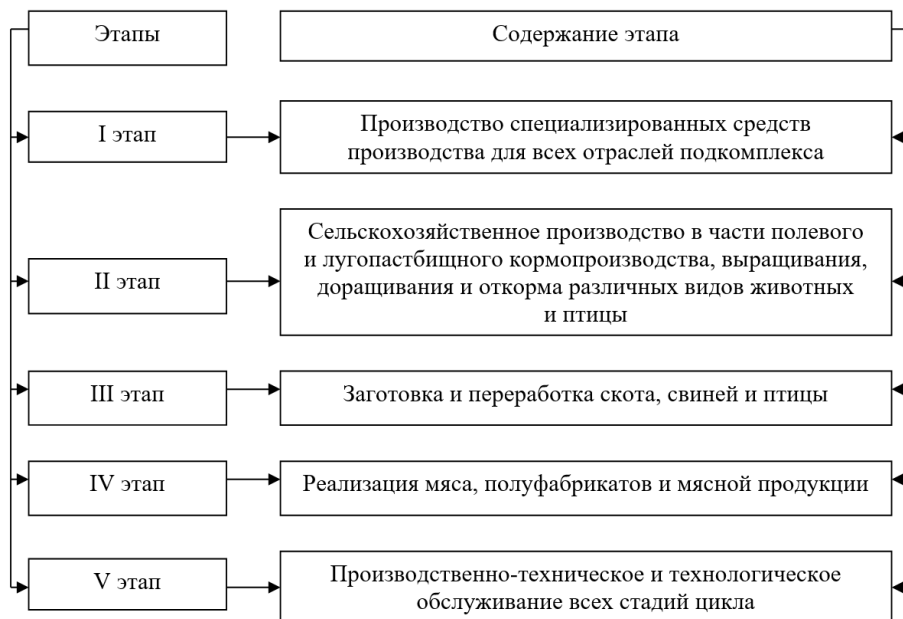 Этапы
Содержание этапа
I этап
Производство специализированных средств
производства для всех отраслей подкомплекса
II этап
Сельскохозяйственное производство в части полевого
и лугопастбищного кормопроизводства, выращивания,
доращивания и откорма различных видов животных
и птицы
III этап
Заготовка и переработка скота, свиней и птицы
IV этап
Реализация мяса, полуфабрикатов и мясной продукции
V этап
Производственно-техническое и технологическое
обслуживание всех стадий цикла